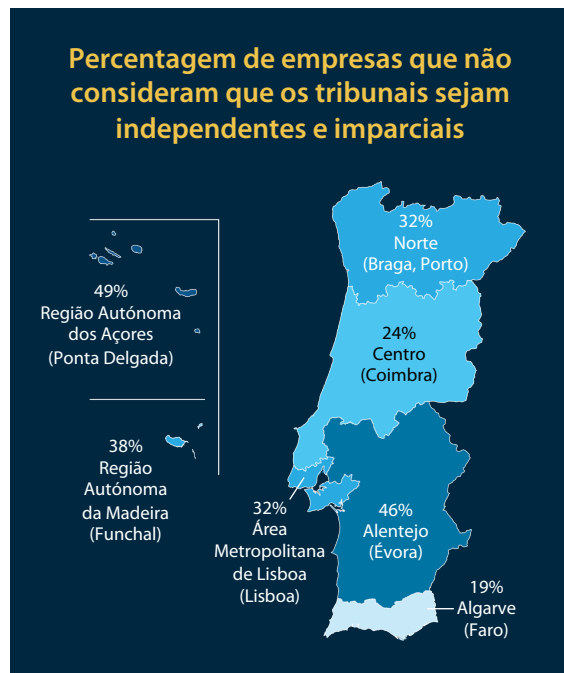 Percentagem de empresas que não
consideram que os tribunais sejam
independentes e imparciais
32%
Norte
(Braga, Porto)
49%
Região Autónoma
dos Açores
(Ponta Delgada)
24%
Centro
(Coimbra)
38%
Região
Autónoma
da Madeira
(Funchal)
32%
Área
Metropolitana
de Lisboa
(Lisboa)
46%
Alentejo
(Évora)
19%
Algarve
(Faro)